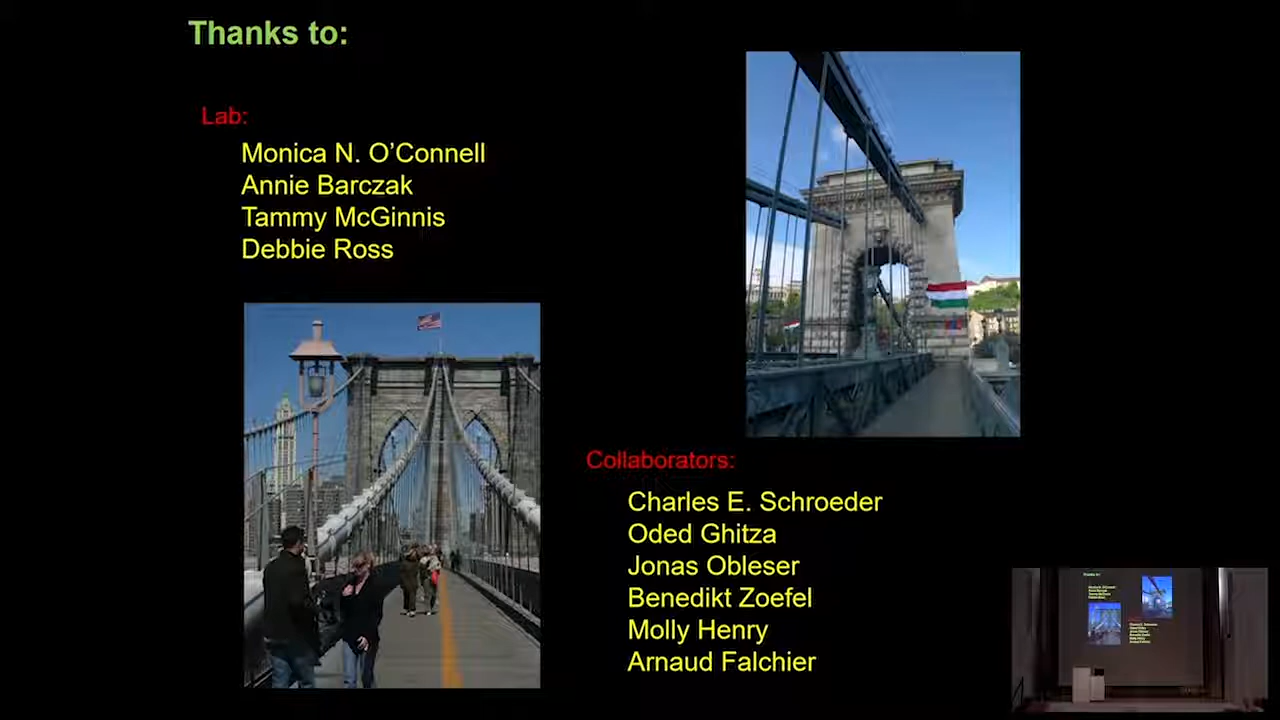 Thanks to:
Lab:
Monica N. O'Connell
Annie Barczak
Tammy McGinnis
Debbie Ross
Collaborators:
Charles E. Schroeder
Oded Ghitza
Jonas Obleser
Benedikt Zoefel
Molly Henry
Arnaud Falchier